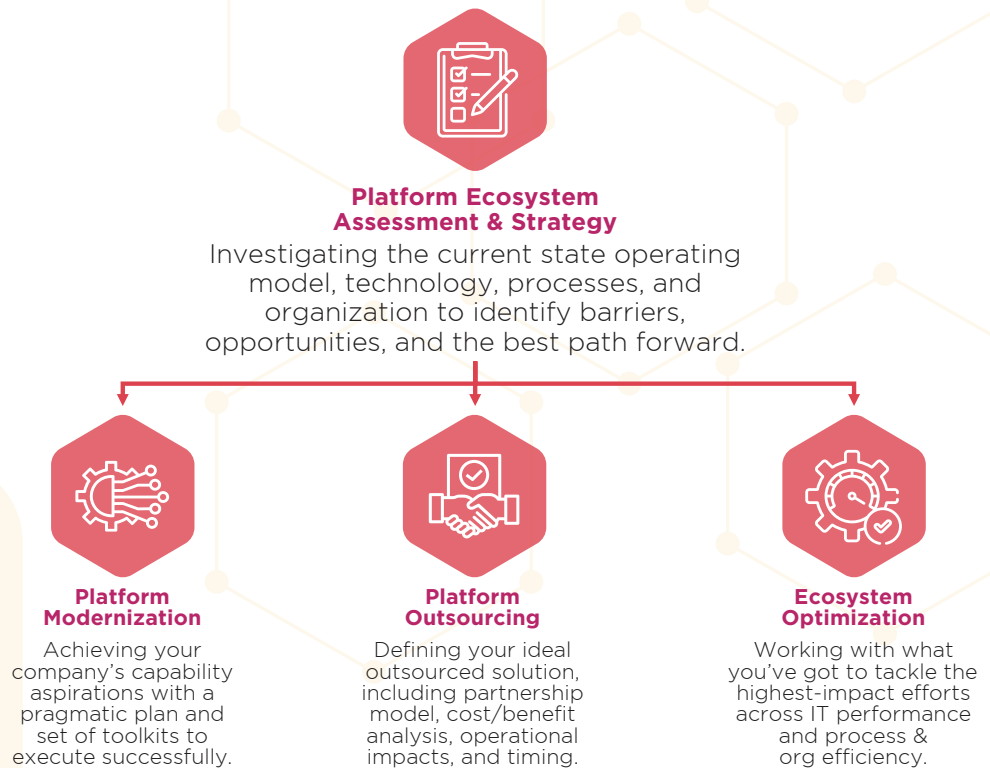 Platform Ecosystem
Assessment & Strategy
Investigating the current state operating
model, technology, processes, and
organization to identify barriers,
opportunities, and the best path forward.
Platform
Modernization
Achieving your
company’s capability
aspirations with a
pragmatic plan and
set of toolkits to
execute successfully.
Platform
Outsourcing
Defining your ideal
outsourced solution,
including partnership
model, cost/benefit
analysis, operational
impacts, and timing.
Ecosystem
Optimization
Working with what
you’ve got to tackle the
highest-impact efforts
across IT performance
and process &
org efficiency.